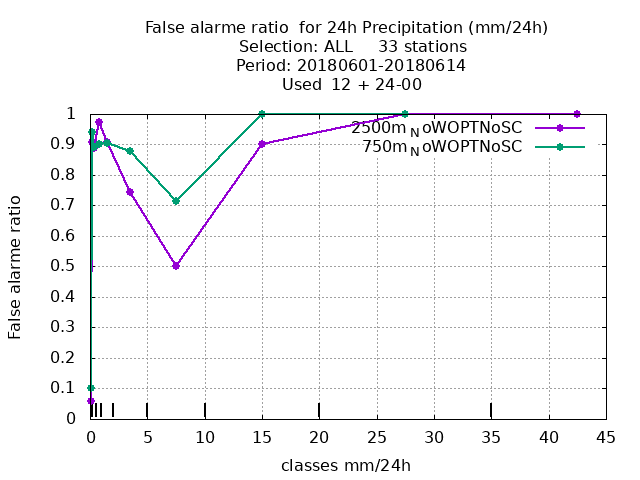 False alarme ratio  for 24h Precipitation (mm/24h)
Selection: ALL     33 stations
Period: 20180601-20180614
Used  12 + 24-00
2500mNoWOPTNoSC
750mNoWOPTNoSC
1
0.9
0.8
0.7
0.6
0.5
0.4
0.3
0.2
0.1
0
False alarme ratio
0 5 10 15 20 25 30 35 40 45
classes mm/24h